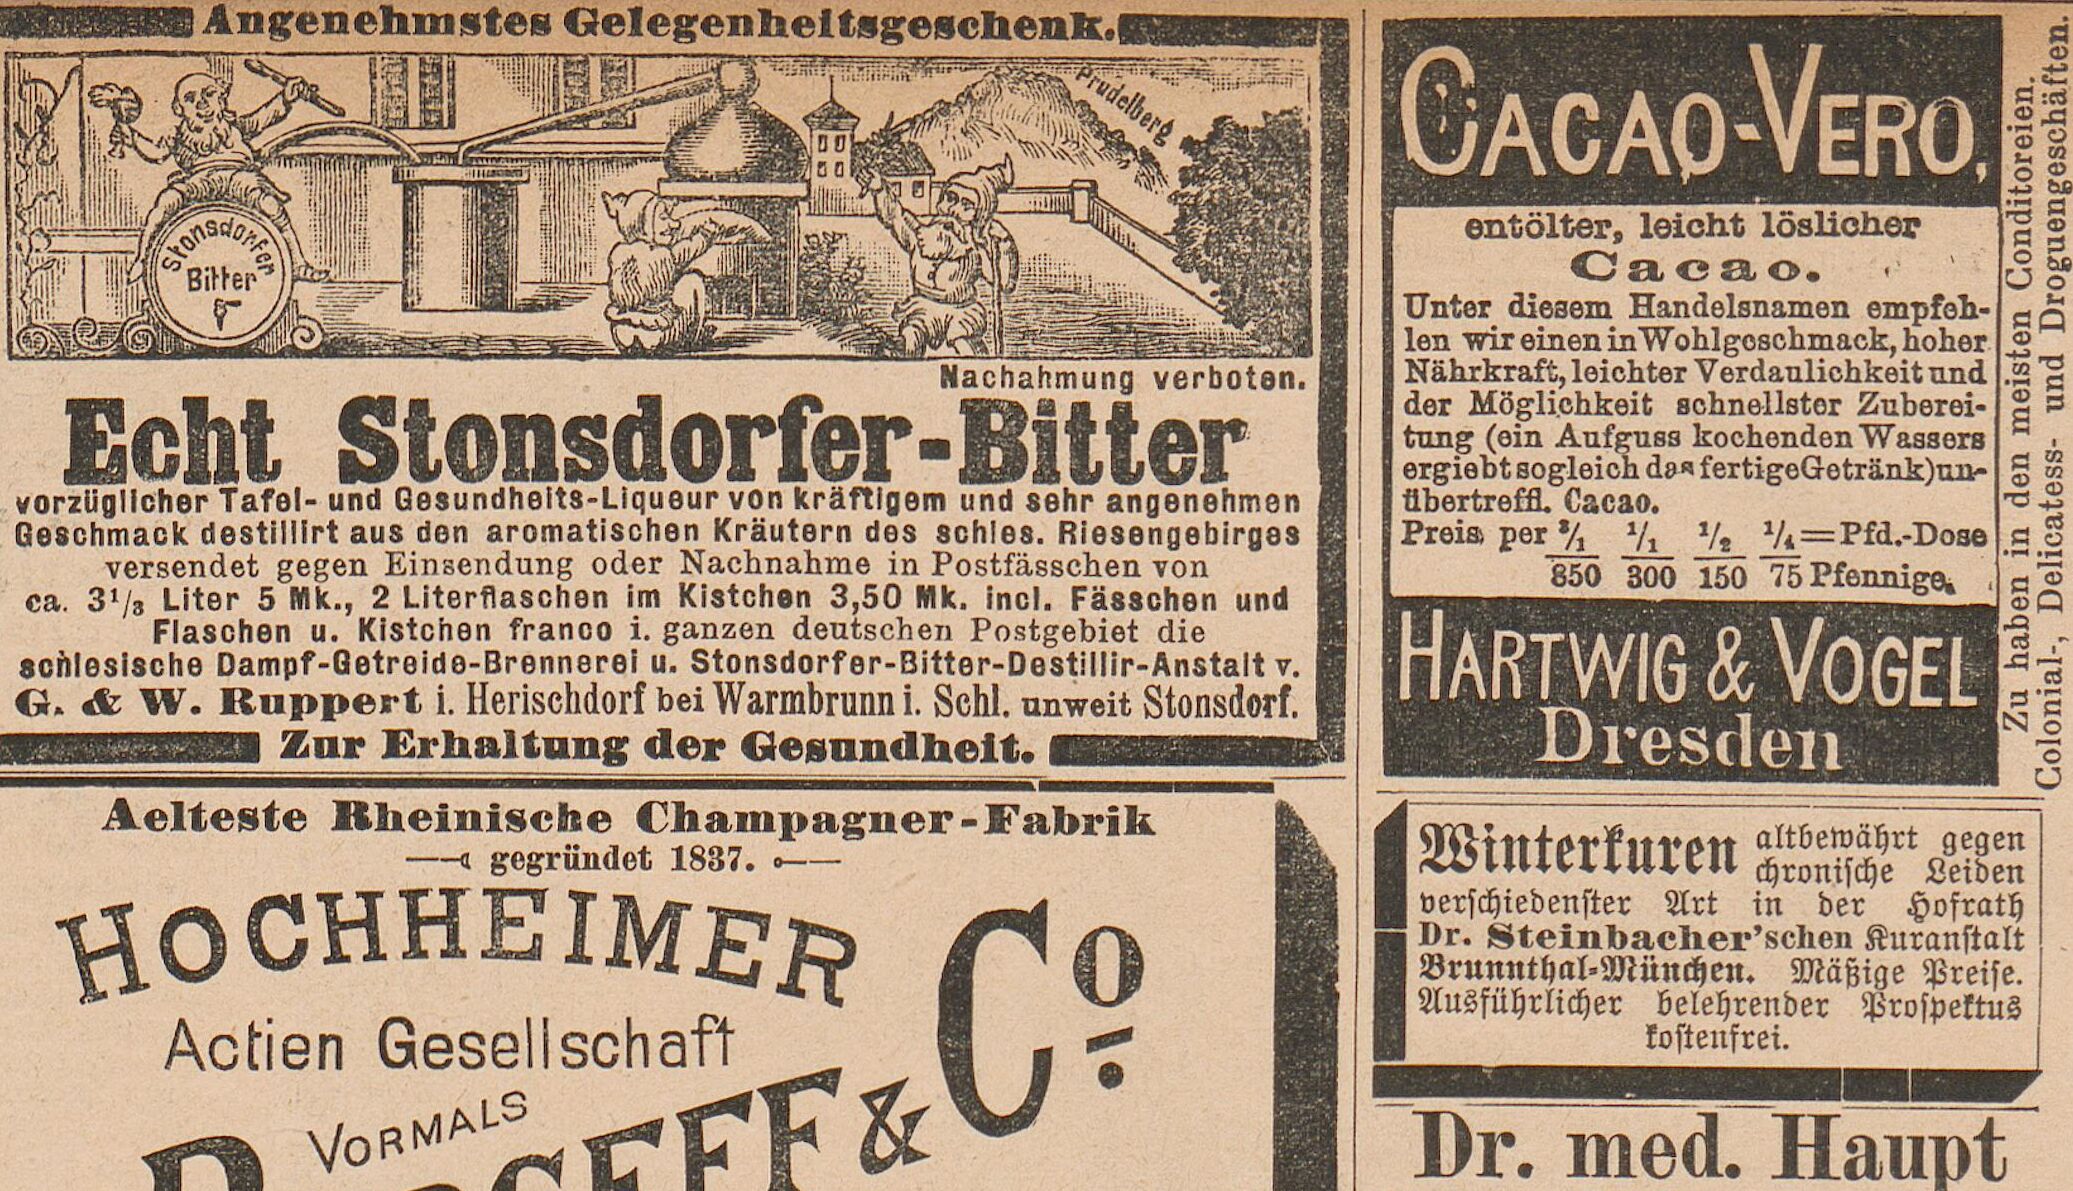 Angenehmstes Gelegenheitsgeschenk.
Prudelberg
Stonsdorfer
Bitter
Nachahmung verboten.
Echt Stonsdorfer-Bitter
vorzüglicher Tafel- und Gesundheits-Liqueur von kräftigem und sehr angenehmen
Geschmack destillirt aus den aromatischen Kräutern des schles. Riesengebirges
versendet gegen Einsendung oder Nachnahme in Postfässchen von
ca. 3¹/₃ Liter 5 Mk., 2 Literflaschen im Kistchen 3,50 Mk. incl. Fässchen und
Flaschen u. Kistchen franco i. ganzen deutschen Postgebiet die
schlesische Dampf-Getreide-Brennerei u. Stonsdorfer-Bitter-Destillir-Anstalt v.
G. & W. Ruppert i. Herischdorf bei Warmbrunn i. Schl. unweit Stonsdorf.
Zur Erhaltung der Gesundheit.
Aelteste Rheinische Champagner-Fabrik
gegründet 1837.
HOCHHEIMER
Actien Gesellschaft
VORMALS
& Co.
CACAO-VERO,
entölter, leicht löslicher
Cacao.
Unter diesem Handelsnamen empfeh-
len wir einen in Wohlgeschmack, hoher
Nährkraft, leichter Verdaulichkeit und
der Möglichkeit schnellster Zuberei-
tung (ein Aufguss kochenden Wassers
ergiebt sogleich das fertige Getränk) un-
übertreffl. Cacao.
Preis per ³/₁ ¹/₁ ¹/₂ ¹/₄ = Pfd.-Dose
850 300 150 75 Pfennige.
HARTWIG & VOGEL
Dresden
Zu haben in den meisten Conditoreien.
Colonial-, Delicatess- und Droguengeschäften.
Winterkuren altbewährt gegen
chronische Leiden
verschiedenster Art in der Hofrath
Dr. Steinbacher'schen Kuranstalt
Brunnthal-München. Mäßige Preise.
Ausführlicher belehrender Prospektus
kostenfrei.
Dr. med. Haupt